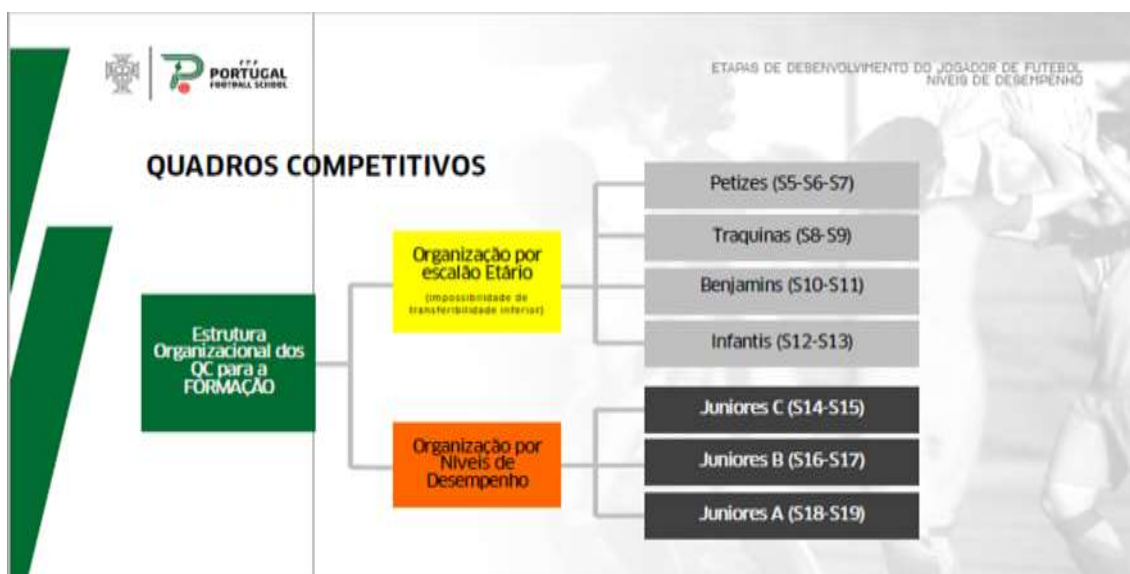 FPF
PORTUGAL
FOOTBALL SCHOOL
ETAPAS DE DESENVOLVIMENTO DO JOGADOR DE FUTEBOL
NÍVEIS DE DESEMPENHO
QUADROS COMPETITIVOS
Estrutura
Organizacional dos
QC para a
FORMAÇÃO
Organização por
escalão Etário
(impossibilidade de
transferibilidade inferior)
Petizes (S5-S6-S7)
Traquinas (S8-S9)
Benjamins (S10-S11)
Infantis (S12-S13)
Organização por
Níveis de
Desempenho
Juniores C (S14-S15)
Juniores B (S16-S17)
Juniores A (S18-S19)